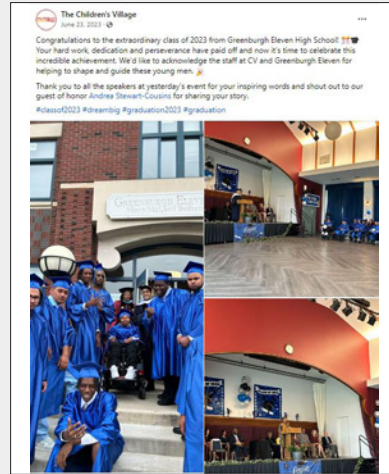 The Children's Village
June 23, 2023
Congratulations to the extraordinary class of 2023 from Greenburgh Eleven High School!
Your hard work, dedication and perseverance have paid off and now it's time to celebrate this
incredible achievement. We'd like to acknowledge the staff at CV and Greenburgh Eleven for
helping to shape and guide these young men.
Thank you to all the speakers at yesterday's event for your inspiring words and shout out to our
guest of honor Andrea Stewart-Cousins for sharing your story.
#classof2023 #dreambig #graduation2023 #graduation
GREENBURGH ELEVEN